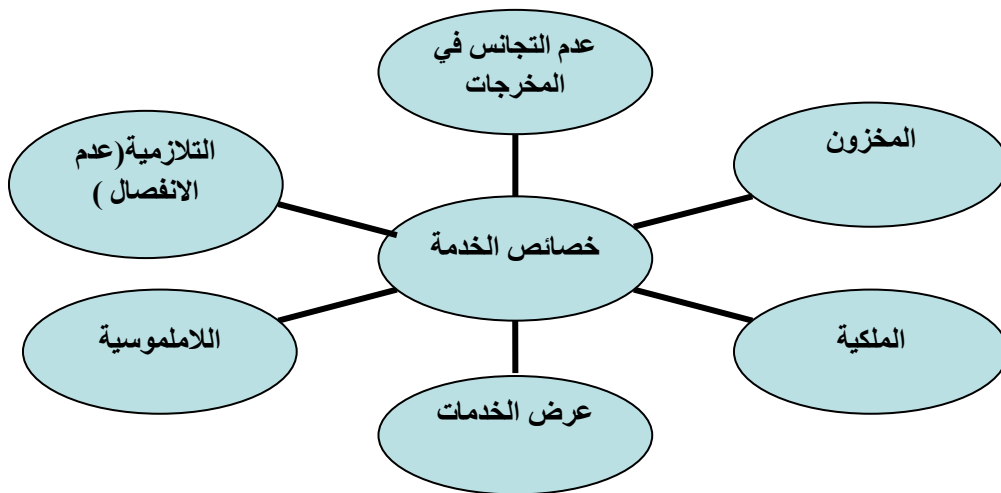 عدم التجانس في
المخرجات
المخزون
التلازمية(عدم
الانفصال )
خصائص الخدمة
الملكية
اللاملموسية
عرض الخدمات